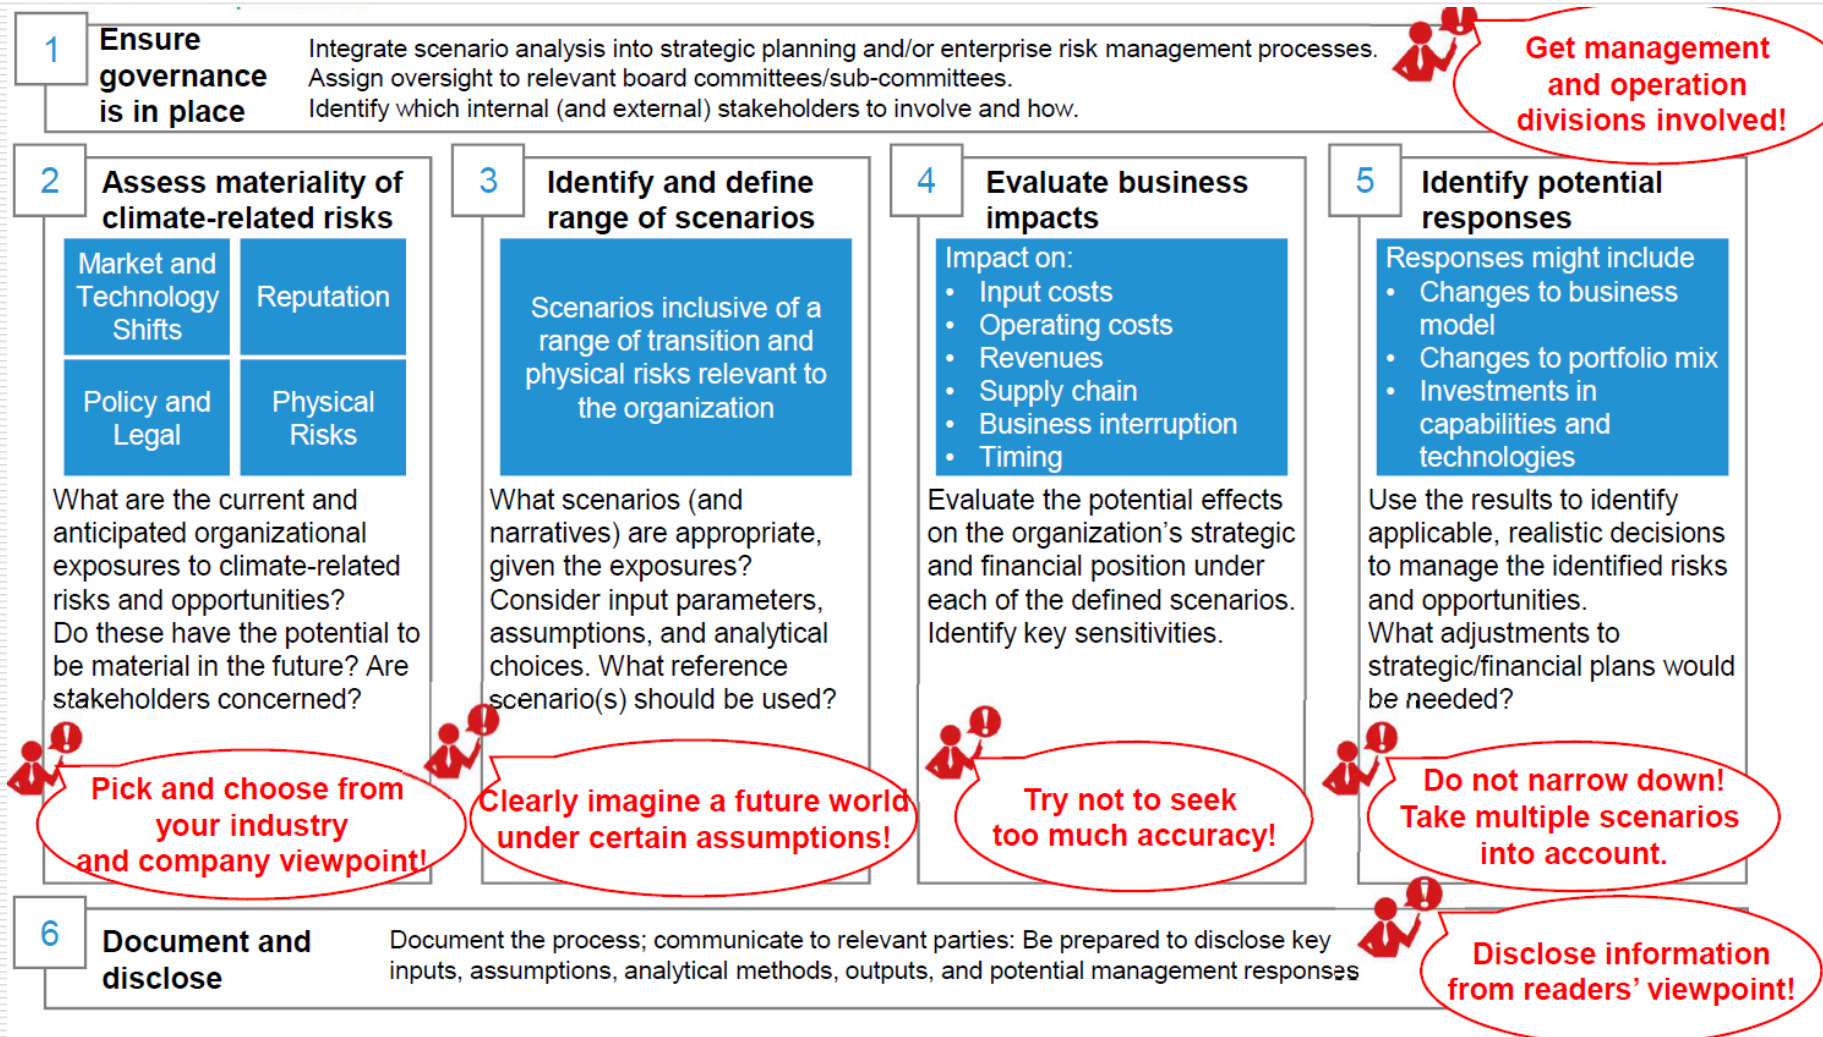 1
Ensure
governance
is in place
Integrate scenario analysis into strategic planning and/or enterprise risk management processes.
Assign oversight to relevant board committees/sub-committees.
Identify which internal (and external) stakeholders to involve and how.
!
Get management
and operation
divisions involved!
2
Assess materiality of
climate-related risks
Market and
Technology
Shifts
Reputation
Policy and
Legal
Physical
Risks
What are the current and
anticipated organizational
exposures to climate-related
risks and opportunities?
Do these have the potential to
be material in the future? Are
stakeholders concerned?
!
Pick and choose from
your industry
and company viewpoint!
3
Identify and define
range of scenarios
Scenarios inclusive of a
range of transition and
physical risks relevant to
the organization
What scenarios (and
narratives) are appropriate,
given the exposures?
Consider input parameters,
assumptions, and analytical
choices. What reference
scenario(s) should be used?
!
Clearly imagine a future world
under certain assumptions!
4
Evaluate business
impacts
Impact on:
• Input costs
• Operating costs
• Revenues
• Supply chain
• Business interruption
• Timing
Evaluate the potential effects
on the organization’s strategic
and financial position under
each of the defined scenarios.
Identify key sensitivities.
!
Try not to seek
too much accuracy!
5
Identify potential
responses
Responses might include
• Changes to business
model
• Changes to portfolio mix
• Investments in
capabilities and
technologies
Use the results to identify
applicable, realistic decisions
to manage the identified risks
and opportunities.
What adjustments to
strategic/financial plans would
be needed?
!
Do not narrow down!
Take multiple scenarios
into account.
6
Document and
disclose
Document the process; communicate to relevant parties: Be prepared to disclose key
inputs, assumptions, analytical methods, outputs, and potential management responses
!
Disclose information
from readers’ viewpoint!